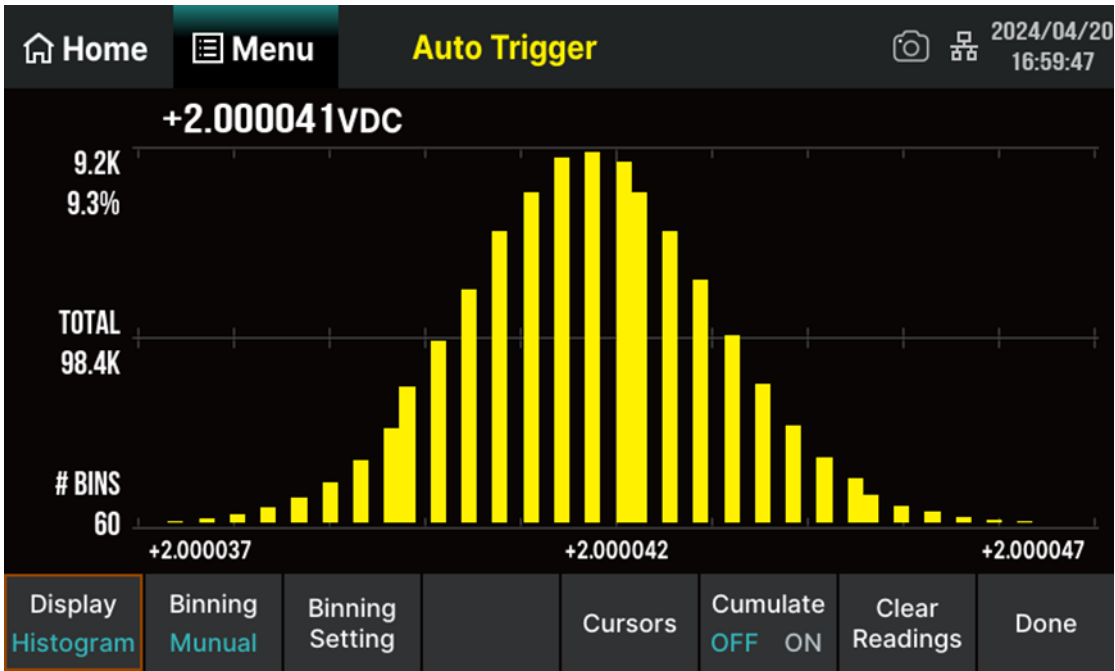 Home Menu Auto Trigger 2024/04/20
16:59:47
+2.000041VDC
9.2K
9.3%
TOTAL
98.4K
# BINS
60
+2.000037 +2.000042 +2.000047
Display Binning Binning Cursors Cumulate Clear Done
Histogram Munual Setting OFF ON Readings